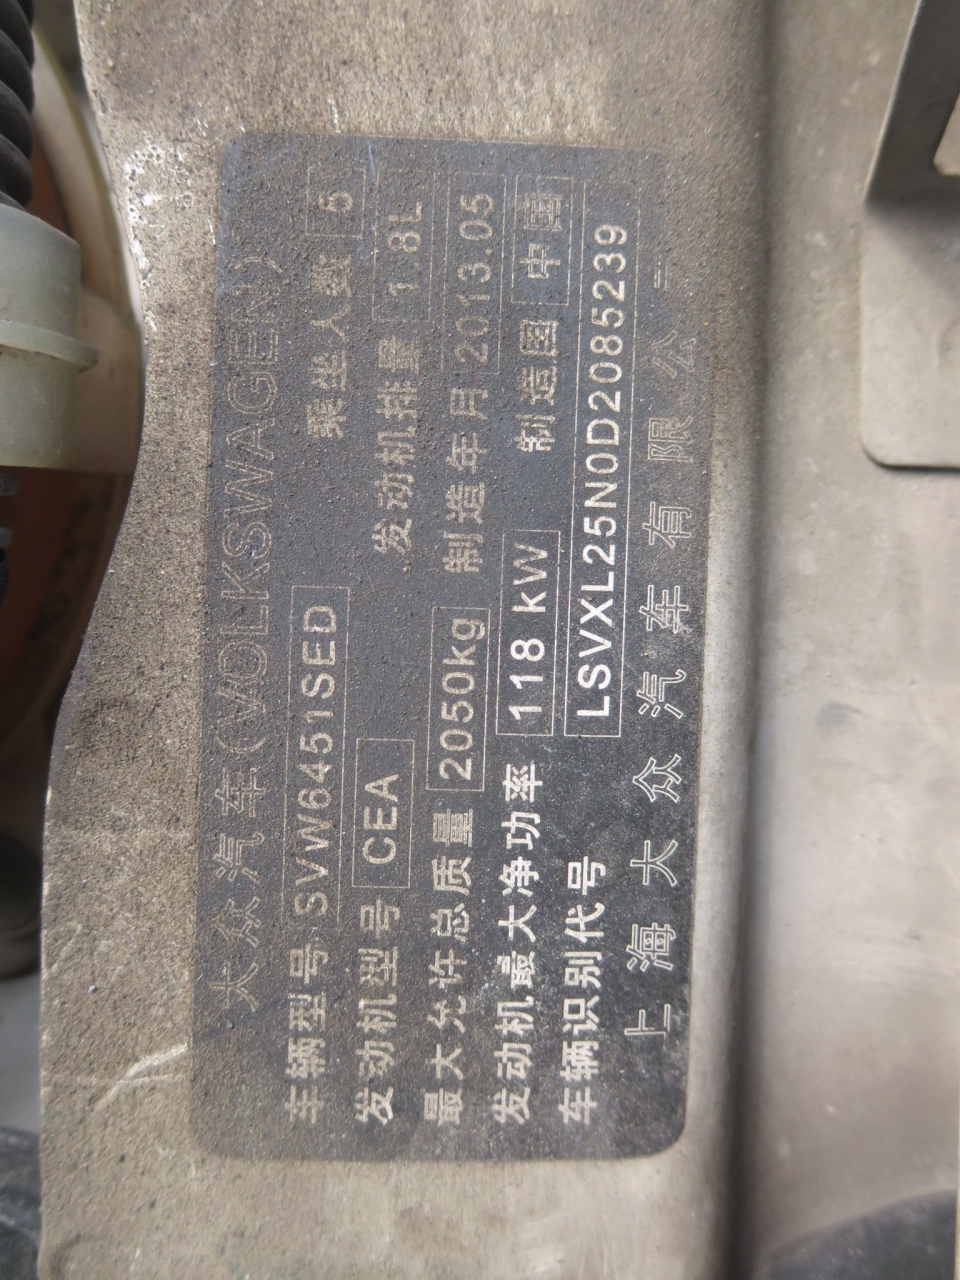 大众汽车(VOLKSWAGEN)
车辆型号 SVW6451SED 乘坐人数 5
发动机型号 CEA 发动机排量 1.8L
最大允许总质量 2050kg 制造年月 2013.05
发动机最大净功率 118 kW 制造国 中国
车辆识别代号 LSVXL25N0D2085239
上海大众汽车有限公司